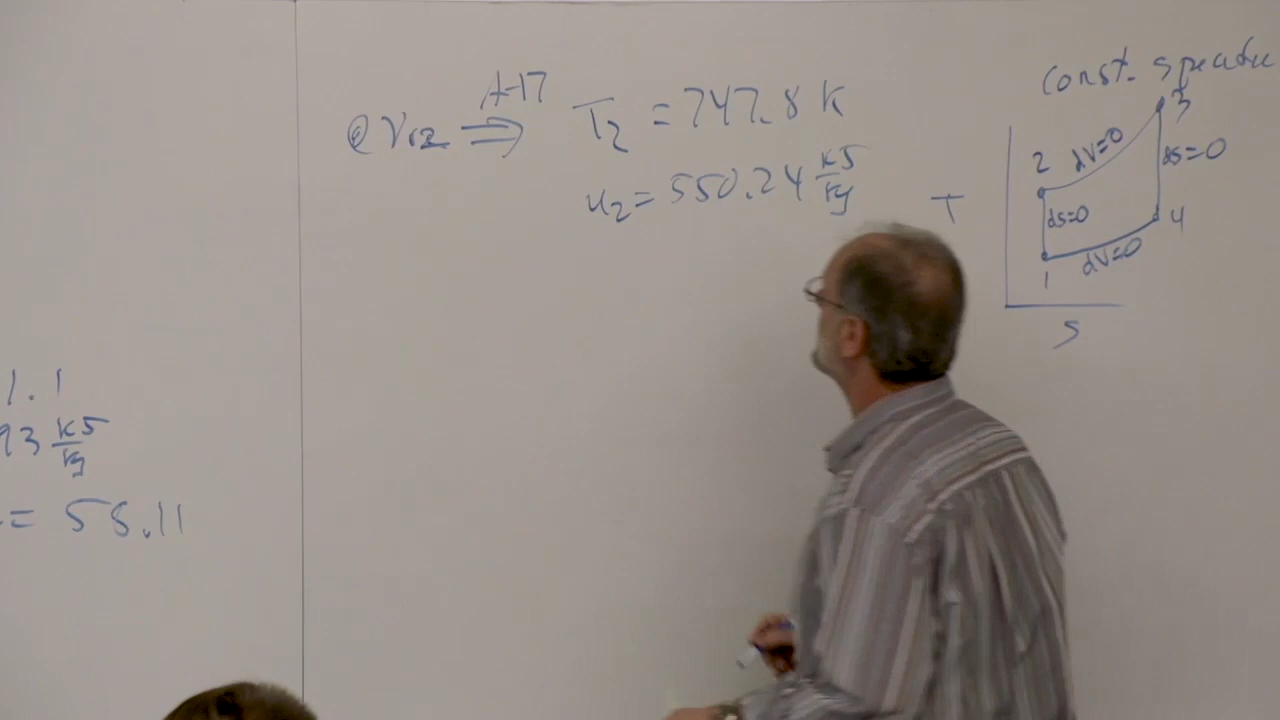 @ Vr2 ⇒ A-17 T2 = 747.8 K
u2 = 550.24 kJ/kg
1.1
93 kJ/kg
= 58.11
const. specific
3
dV=0
2
ds=0
T
ds=0
4
dV=0
1
s